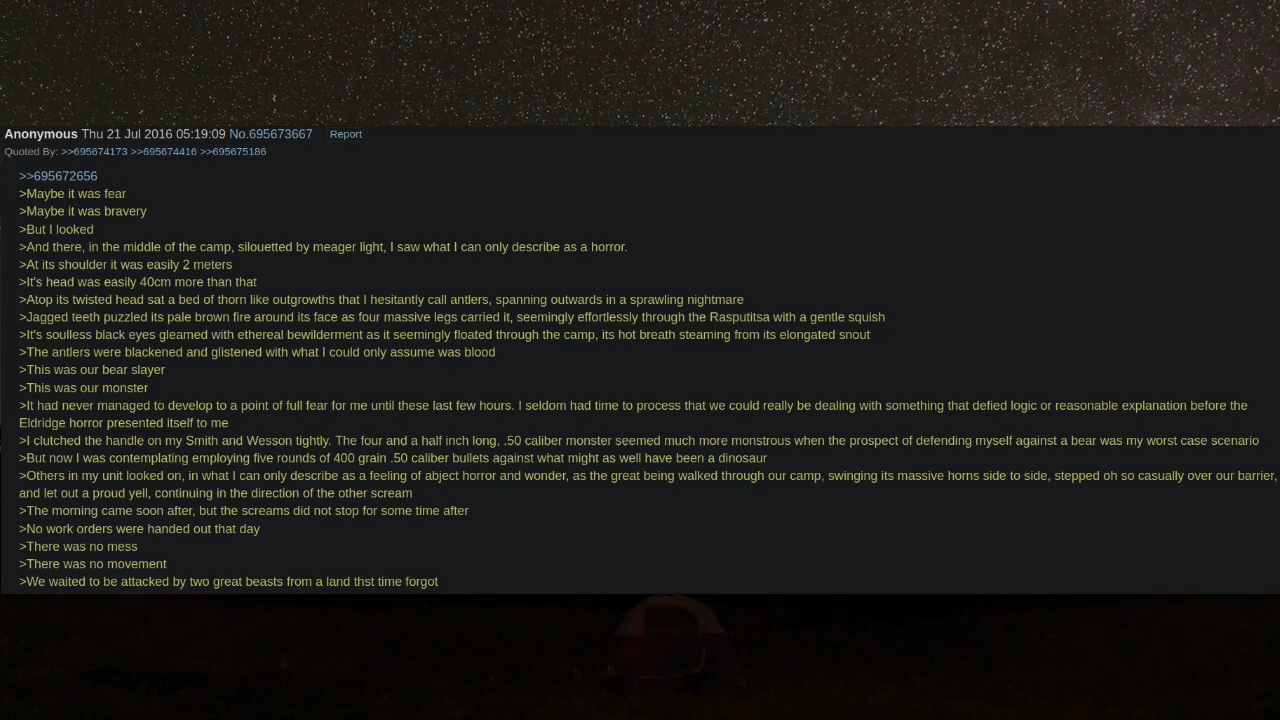 Anonymous Thu 21 Jul 2016 05:19:09 No.695673667 Report
Quoted By: >>695674173 >>695674416 >>695675186
>>695672656
>Maybe it was fear
>Maybe it was bravery
>But I looked
>And there, in the middle of the camp, silouetted by meager light, I saw what I can only describe as a horror.
>At its shoulder it was easily 2 meters
>It's head was easily 40cm more than that
>Atop its twisted head sat a bed of thorn like outgrowths that I hesitantly call antlers, spanning outwards in a sprawling nightmare
>Jagged teeth puzzled its pale brown fire around its face as four massive legs carried it, seemingly effortlessly through the Rasputitsa with a gentle squish
>It's soulless black eyes gleamed with ethereal bewilderment as it seemingly floated through the camp, its hot breath steaming from its elongated snout
>The antlers were blackened and glistened with what I could only assume was blood
>This was our bear slayer
>This was our monster
>It had never managed to develop to a point of full fear for me until these last few hours. I seldom had time to process that we could really be dealing with something that defied logic or reasonable explanation before the
Eldridge horror presented itself to me
>I clutched the handle on my Smith and Wesson tightly. The four and a half inch long, .50 caliber monster seemed much more monstrous when the prospect of defending myself against a bear was my worst case scenario
>But now I was contemplating employing five rounds of 400 grain .50 caliber bullets against what might as well have been a dinosaur
>Others in my unit looked on, in what I can only describe as a feeling of abject horror and wonder, as the great being walked through our camp, swinging its massive horns side to side, stepped oh so casually over our barrier,
and let out a proud yell, continuing in the direction of the other scream
>The morning came soon after, but the screams did not stop for some time after
>No work orders were handed out that day
>There was no mess
>There was no movement
>We waited to be attacked by two great beasts from a land thst time forgot